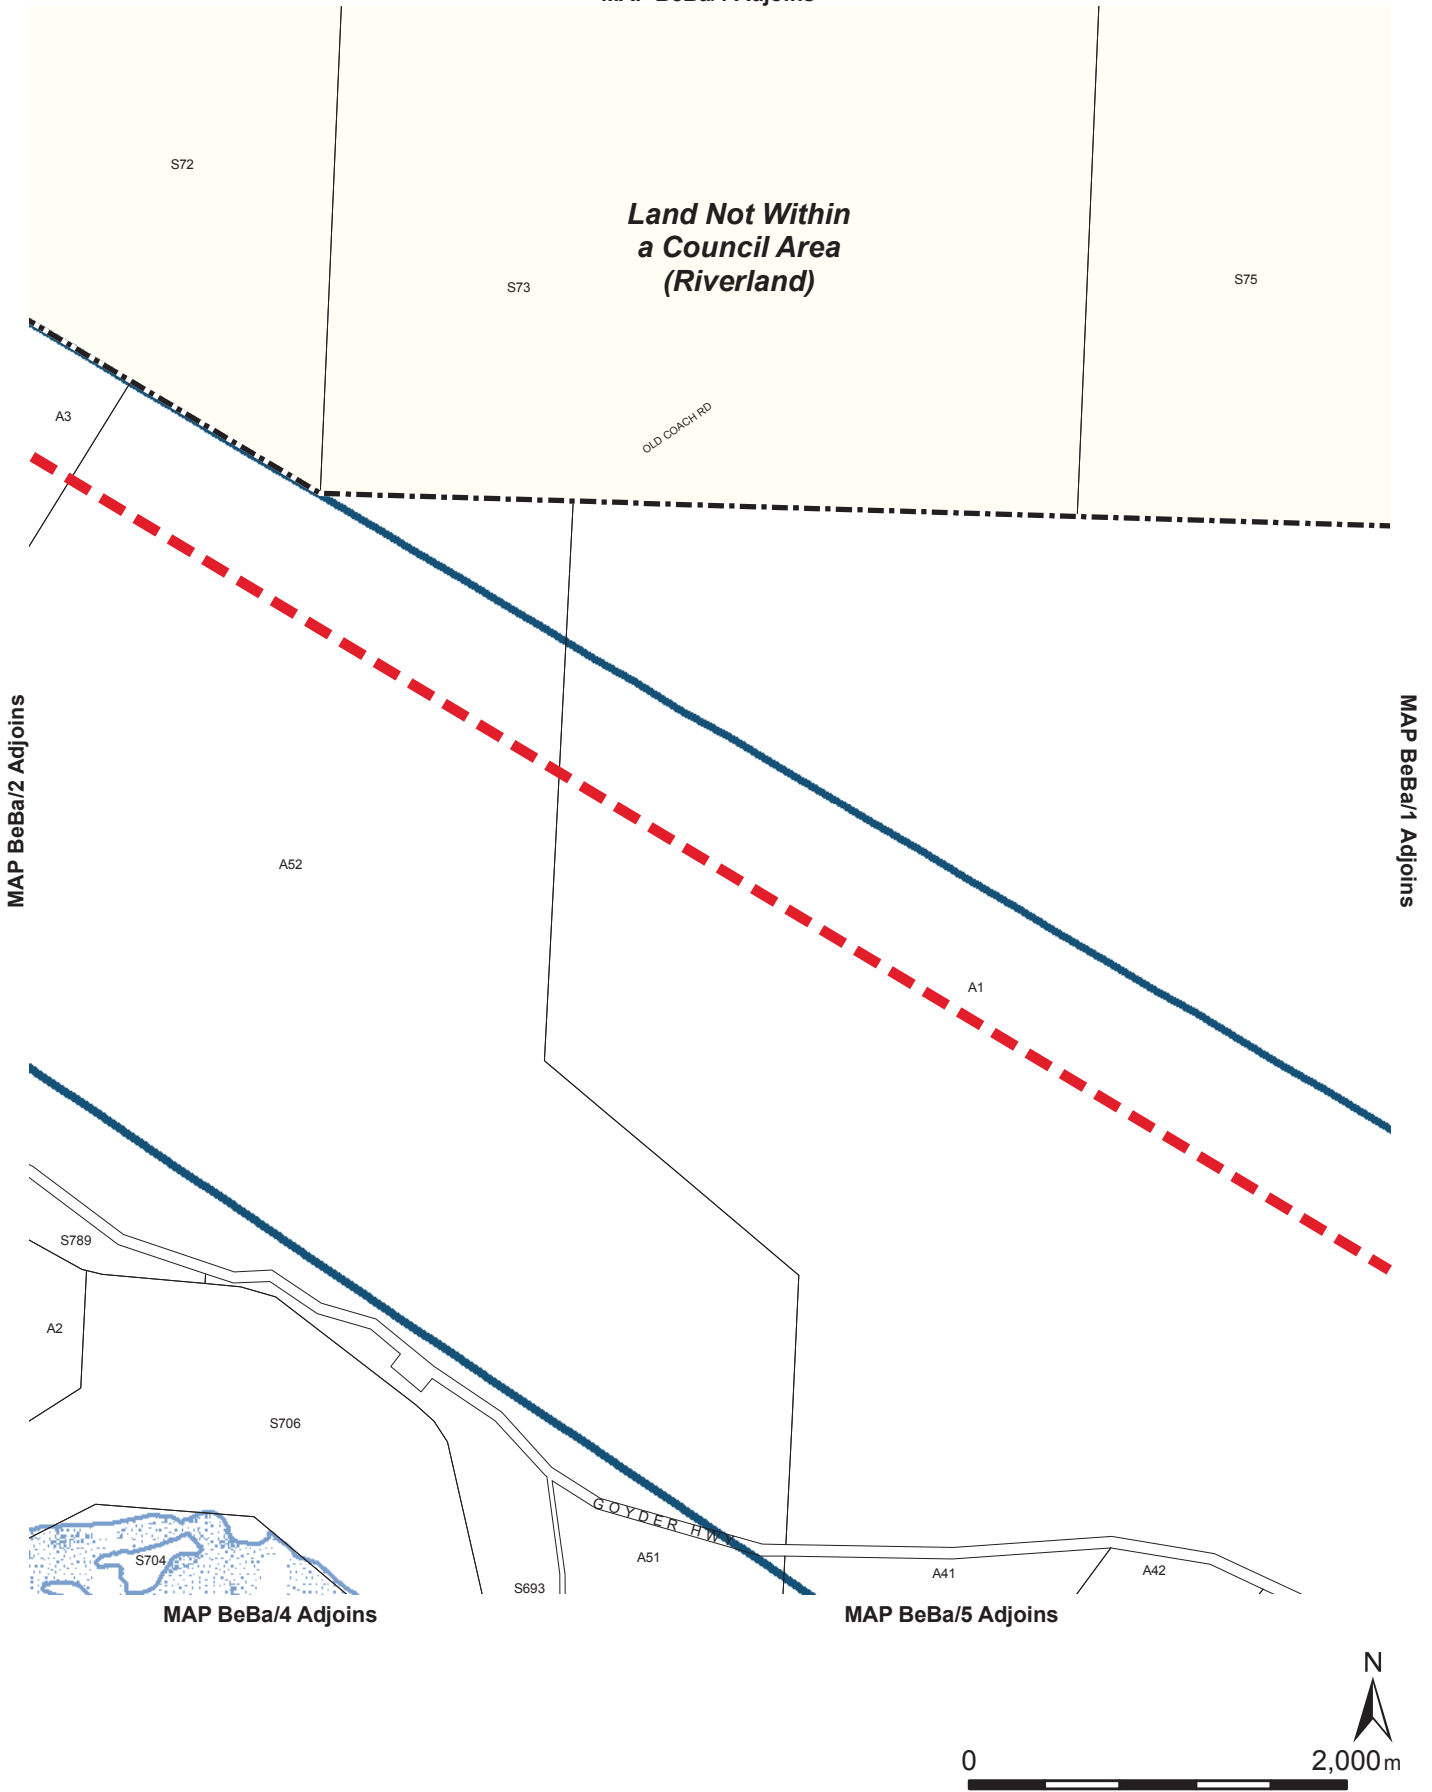 S72
Land Not Within
a Council Area
(Riverland)
S73
S75
OLD COACH RD
A3
MAP BeBa/2 Adjoins
MAP BeBa/1 Adjoins
A52
A1
S789
A2
S706
GOYDER HWY
S704
A51
S693
A41
A42
MAP BeBa/4 Adjoins
MAP BeBa/5 Adjoins
N
0
2,000m